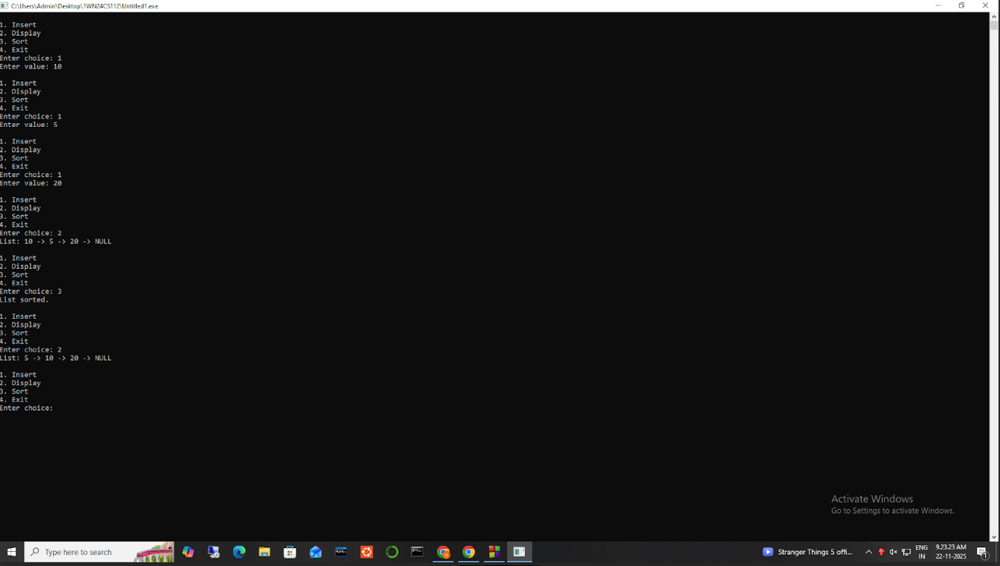 C:\Users\Admin\Desktop\1WN24CS112\Untitled1.exe
1. Insert
2. Display
3. Sort
4. Exit
Enter choice: 1
Enter value: 10
1. Insert
2. Display
3. Sort
4. Exit
Enter choice: 1
Enter value: 5
1. Insert
2. Display
3. Sort
4. Exit
Enter choice: 1
Enter value: 20
1. Insert
2. Display
3. Sort
4. Exit
Enter choice: 2
List: 10 -> 5 -> 20 -> NULL
1. Insert
2. Display
3. Sort
4. Exit
Enter choice: 3
List sorted.
1. Insert
2. Display
3. Sort
4. Exit
Enter choice: 2
List: 5 -> 10 -> 20 -> NULL
1. Insert
2. Display
3. Sort
4. Exit
Enter choice:
Activate Windows
Go to Settings to activate Windows.
Type here to search
Stranger Things 5 offi...
ENG
IN
9.23.23 AM
22-11-2025
1